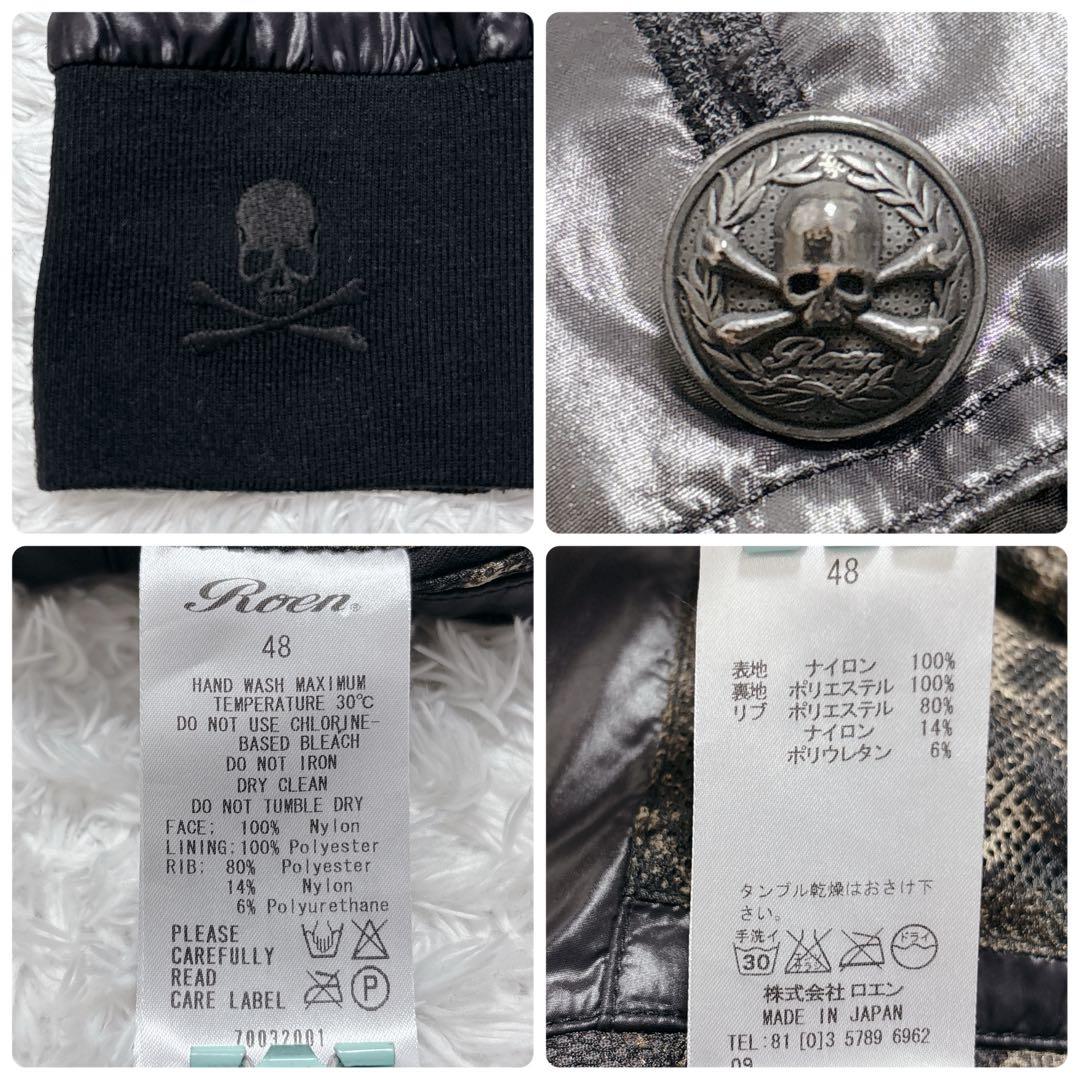 Roen
Roen®
48
HAND WASH MAXIMUM
TEMPERATURE 30℃
DO NOT USE CHLORINE-
BASED BLEACH
DO NOT IRON
DRY CLEAN
DO NOT TUMBLE DRY
FACE; 100% Nylon
LINING:100% Polyester
RIB: 80% Polyester
14% Nylon
6% Polyurethane
PLEASE
CAREFULLY
READ
CARE LABEL
P
70032001
48
表地 ナイロン 100%
裏地 ポリエステル 100%
リブ ポリエステル 80%
ナイロン 14%
ポリウレタン 6%
タンブル乾燥はおさけ下
さい。
手洗イ
30
ドライ
株式会社 ロエン
MADE IN JAPAN
TEL:81 [0]3 5789 6962
09